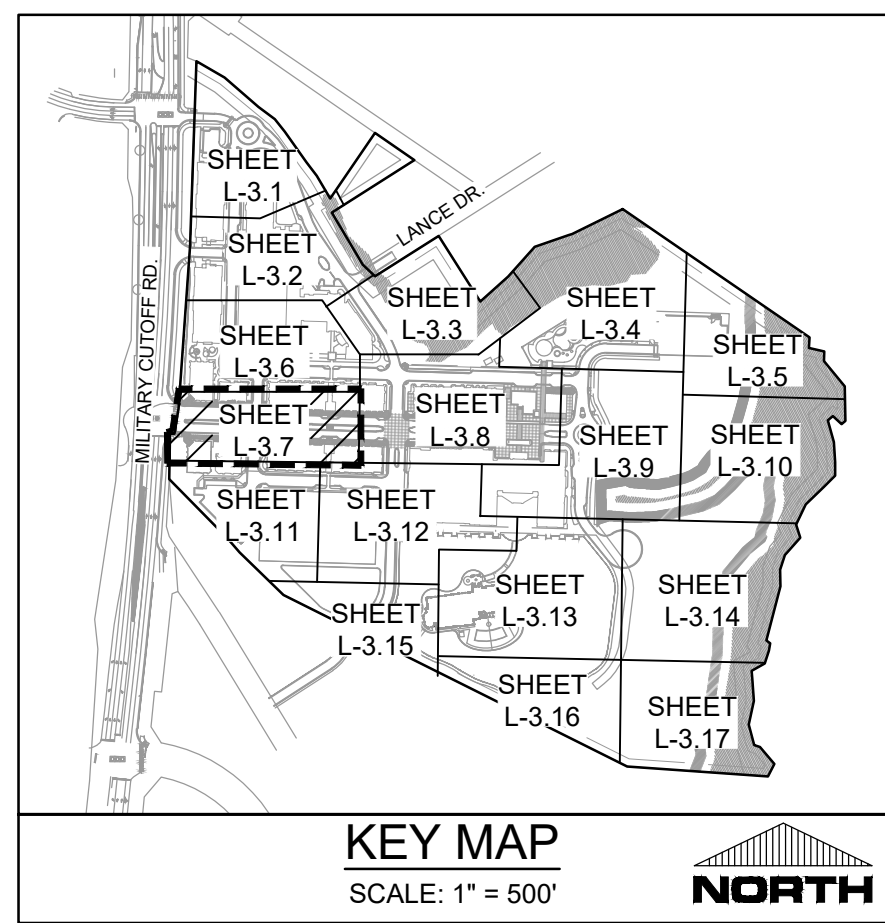 SHEET
L-3.1
LANCE DR.
SHEET
L-3.2
MILITARY CUTOFF RD.
SHEET
L-3.3
SHEET
L-3.4
SHEET
L-3.5
SHEET
L-3.6
SHEET
L-3.7
SHEET
L-3.8
SHEET
L-3.9
SHEET
L-3.10
SHEET
L-3.11
SHEET
L-3.12
SHEET
L-3.13
SHEET
L-3.14
SHEET
L-3.15
SHEET
L-3.16
SHEET
L-3.17
KEY MAP
SCALE: 1" = 500'
NORTH